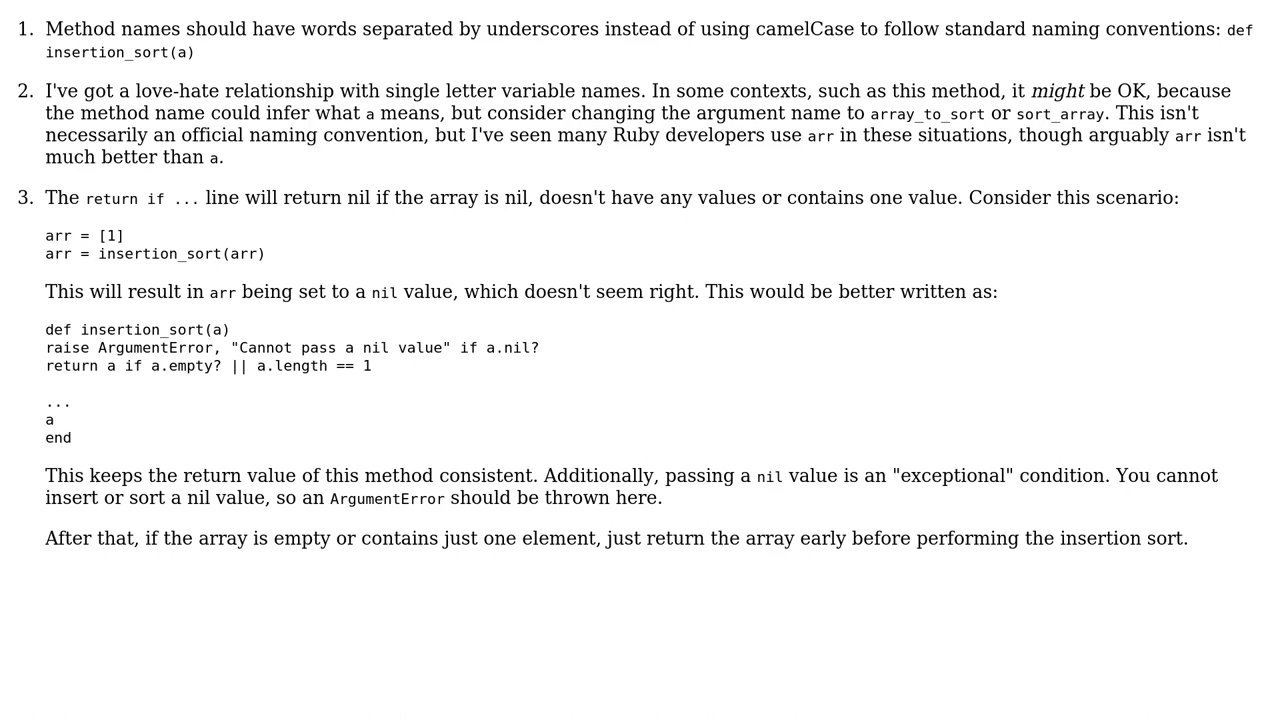 1. Method names should have words separated by underscores instead of using camelCase to follow standard naming conventions: def
insertion_sort(a)
2. I've got a love-hate relationship with single letter variable names. In some contexts, such as this method, it might be OK, because
the method name could infer what a means, but consider changing the argument name to array_to_sort or sort_array. This isn't
necessarily an official naming convention, but I've seen many Ruby developers use arr in these situations, though arguably arr isn't
much better than a.
3. The return if ... line will return nil if the array is nil, doesn't have any values or contains one value. Consider this scenario:
arr = [1]
arr = insertion_sort(arr)
This will result in arr being set to a nil value, which doesn't seem right. This would be better written as:
def insertion_sort(a)
raise ArgumentError, "Cannot pass a nil value" if a.nil?
return a if a.empty? || a.length == 1
...
a
end
This keeps the return value of this method consistent. Additionally, passing a nil value is an "exceptional" condition. You cannot
insert or sort a nil value, so an ArgumentError should be thrown here.
After that, if the array is empty or contains just one element, just return the array early before performing the insertion sort.